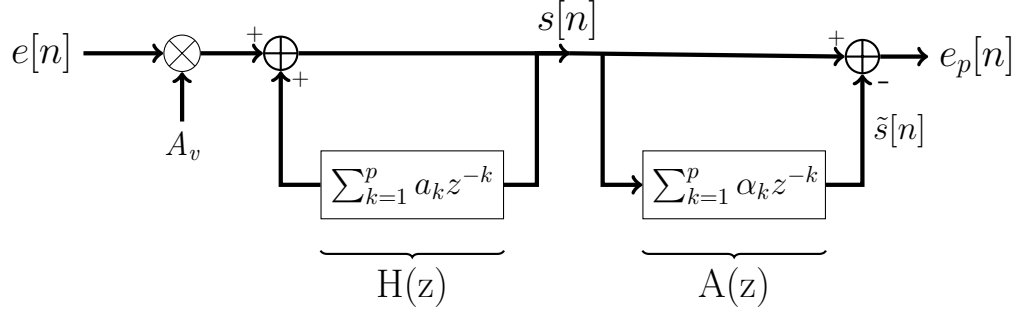 s[n]
e[n] + + + - e_p[n]
A_v s̃[n]
∑_{k=1}^{p} a_k z^{-k} ∑_{k=1}^{p} α_k z^{-k}
H(z) A(z)